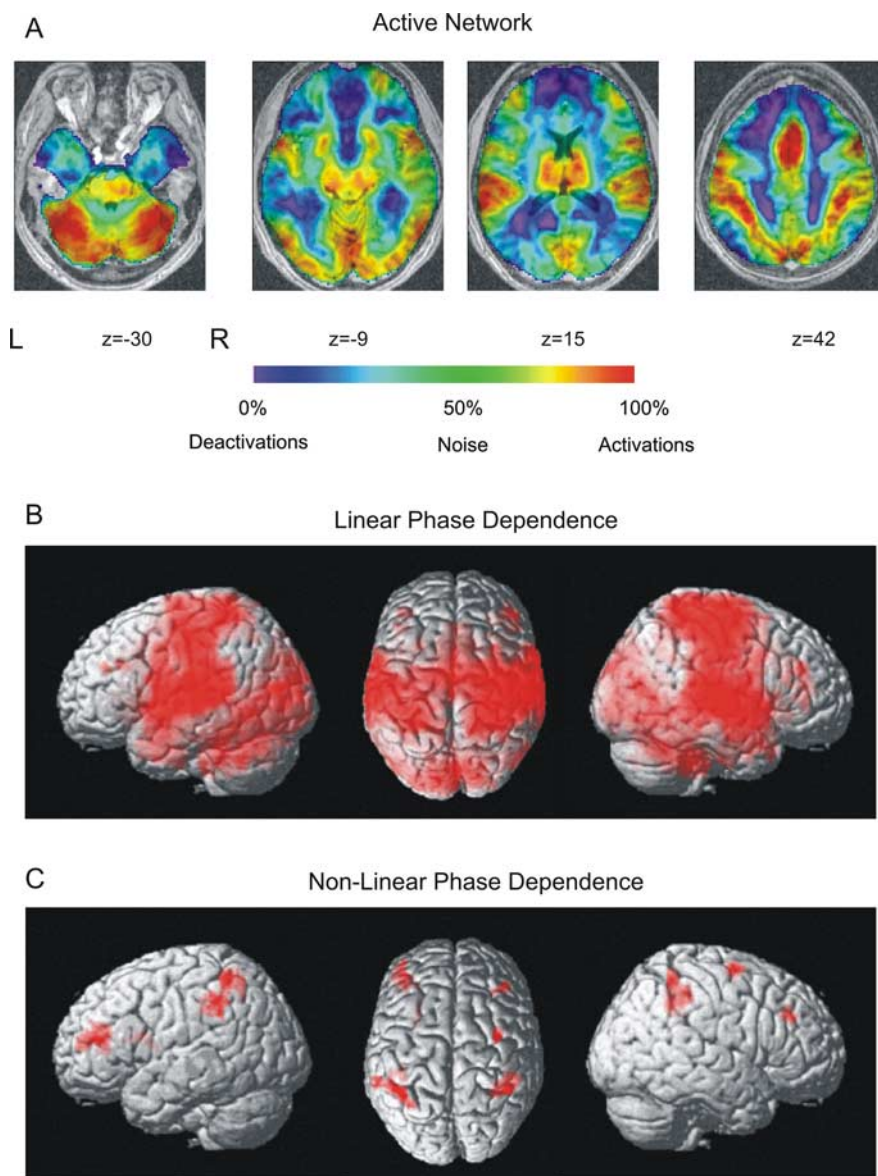 A
Active Network
L z=-30 R z=-9 z=15 z=42
0% 50% 100%
Deactivations Noise Activations
B
Linear Phase Dependence
C
Non-Linear Phase Dependence